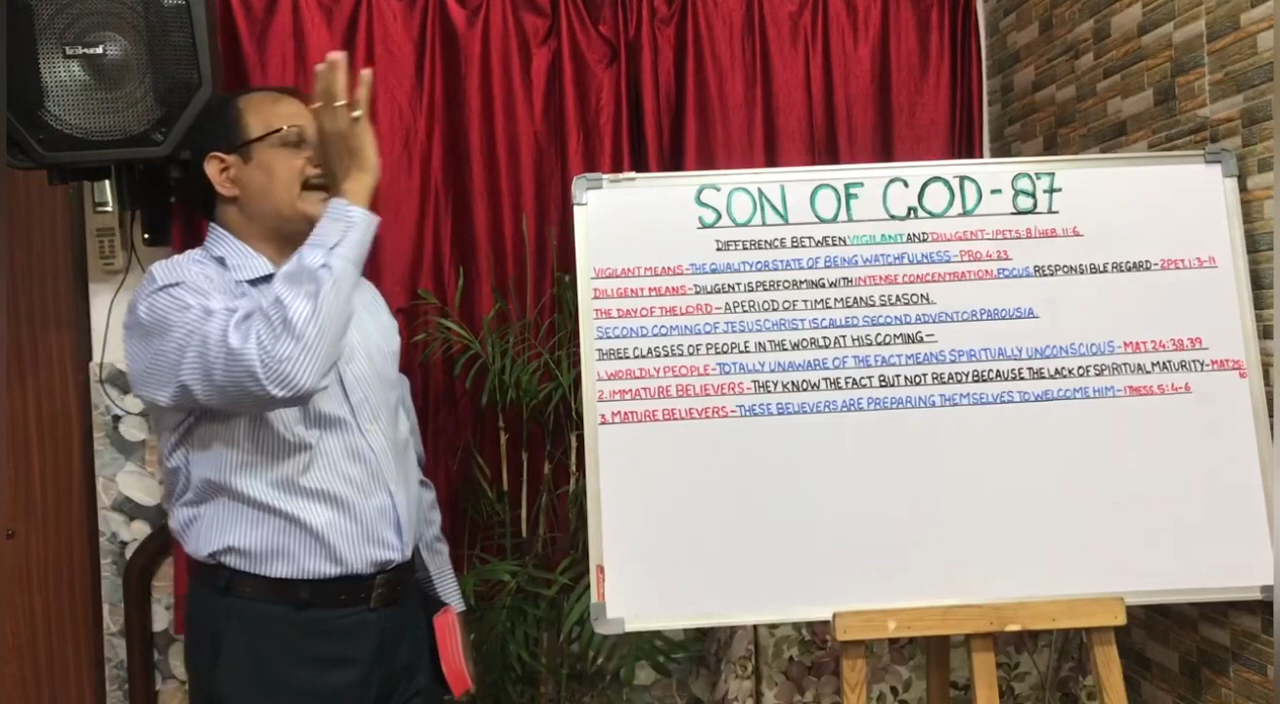 Tokai
SON OF GOD-87
DIFFERENCE BETWEEN VIGILANT AND DILIGENT-1PET.5:8/HEB.11:6
VIGILANT MEANS-THE QUALITY OR STATE OF BEING WATCHFULNESS-PRO.4:23
DILIGENT MEANS-DILIGENT IS PERFORMING WITH INTENSE CONCENTRATION, FOCUS, RESPONSIBLE REGARD-2PET.1:3-11
THE DAY OF THE LORD-A PERIOD OF TIME MEANS SEASON.
SECOND COMING OF JESUS CHRIST IS CALLED SECOND ADVENT OR PAROUSIA.
THREE CLASSES OF PEOPLE IN THE WORLD AT HIS COMING-
1. WORLDLY PEOPLE-TOTALLY UNAWARE OF THE FACT MEANS SPIRITUALLY UNCONSCIOUS-MAT.24:38,39
2. IMMATURE BELIEVERS-THEY KNOW THE FACT BUT NOT READY BECAUSE THE LACK OF SPIRITUAL MATURITY-MAT.25:
10
3. MATURE BELIEVERS-THESE BELIEVERS ARE PREPARING THEMSELVES TO WELCOME HIM-1THESS.5:4-6